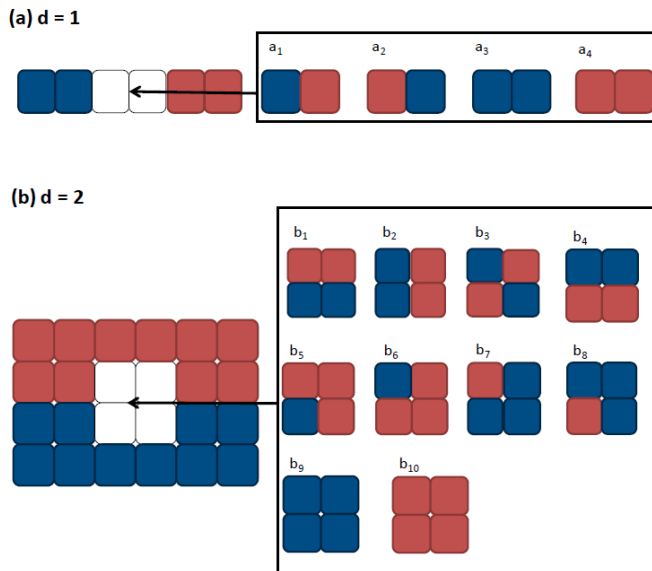 (a) d = 1
a1 a2 a3 a4
(b) d = 2
b1 b2 b3 b4
b5 b6 b7 b8
b9 b10